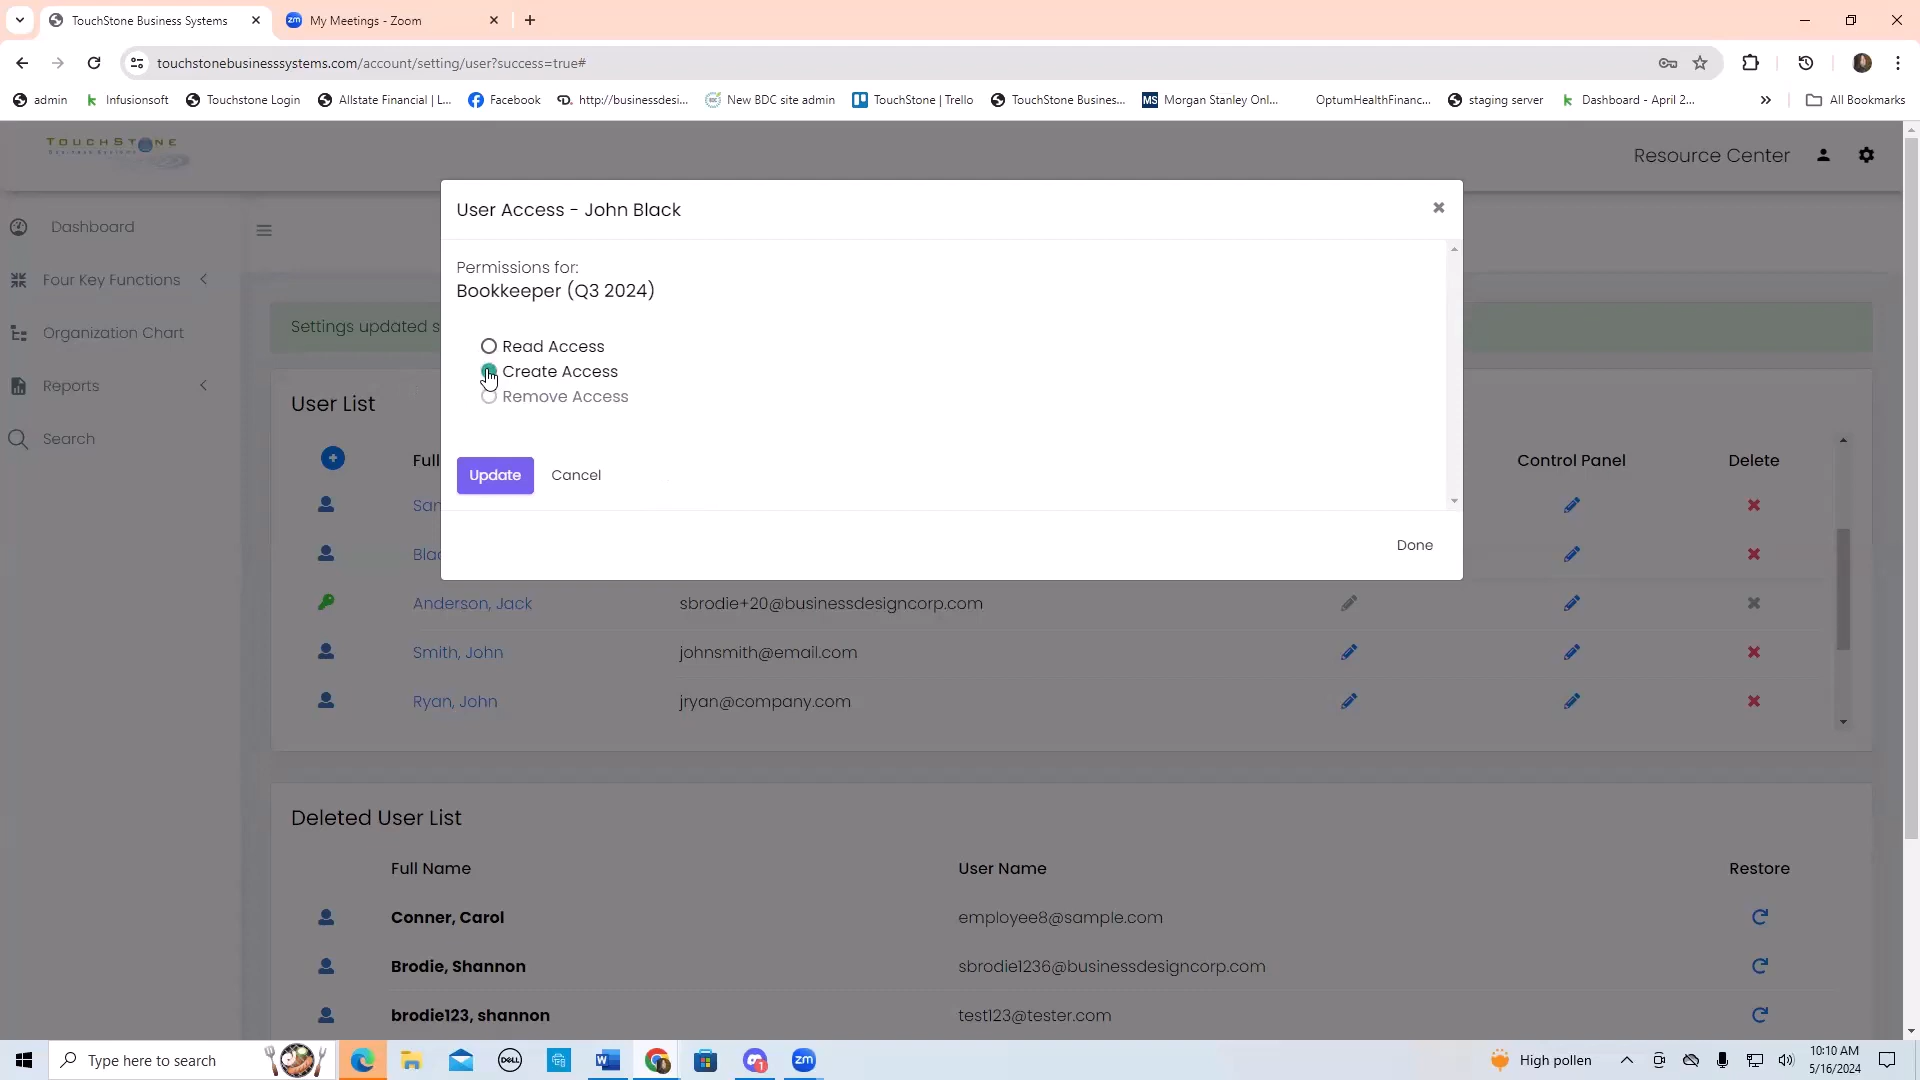 TouchStone Business Systems
My Meetings - Zoom
touchstonebusinesssystems.com/account/setting/user?success=true#
admin
Infusionsoft
Touchstone Login
Allstate Financial | L...
Facebook
http://businessdesi...
New BDC site admin
TouchStone | Trello
TouchStone Busines...
Morgan Stanley Onl...
OptumHealthFinanc...
staging server
Dashboard - April 2...
All Bookmarks
TOUCHSTONE
Business Systems
Resource Center
Dashboard
Four Key Functions
Organization Chart
Reports
Search
User Access - John Black
Permissions for:
Bookkeeper (Q3 2024)
Read Access
Create Access
Remove Access
Update Cancel
Done
Settings updated s
User List
Full
Control Panel Delete
San
Blac
Anderson, Jack sbrodie+20@businessdesigncorp.com
Smith, John johnsmith@email.com
Ryan, John jryan@company.com
Deleted User List
Full Name User Name Restore
Conner, Carol employee8@sample.com
Brodie, Shannon sbrodie1236@businessdesigncorp.com
brodie123, shannon test123@tester.com
Type here to search
DELL
zm
1
High pollen
10:10 AM
5/16/2024